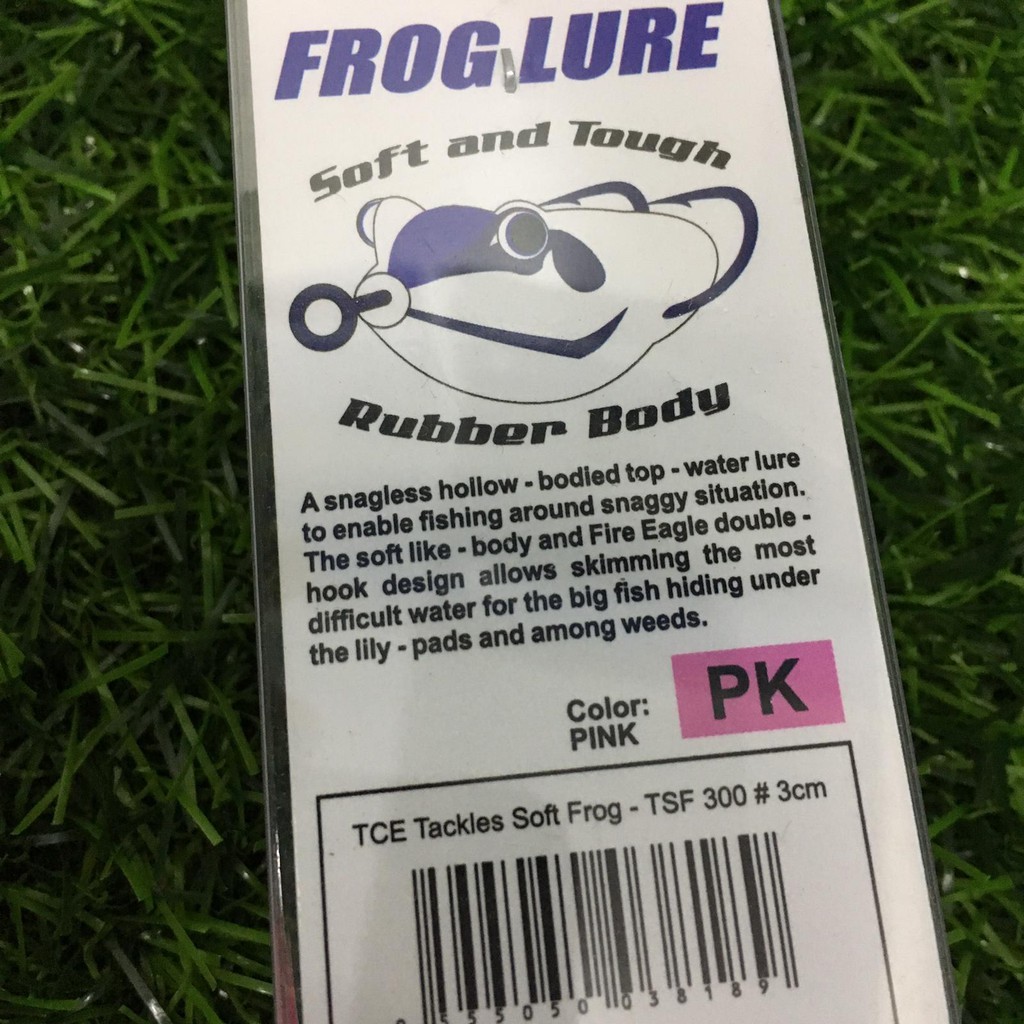 FROG LURE
Soft and Tough
Rubber Body
A snagless hollow - bodied top - water lure
to enable fishing around snaggy situation.
The soft like - body and Fire Eagle double -
hook design allows skimming the most
difficult water for the big fish hiding under
the lily - pads and among weeds.
Color:
PINK
PK
TCE Tackles Soft Frog - TSF 300 # 3cm
9 555050 038189